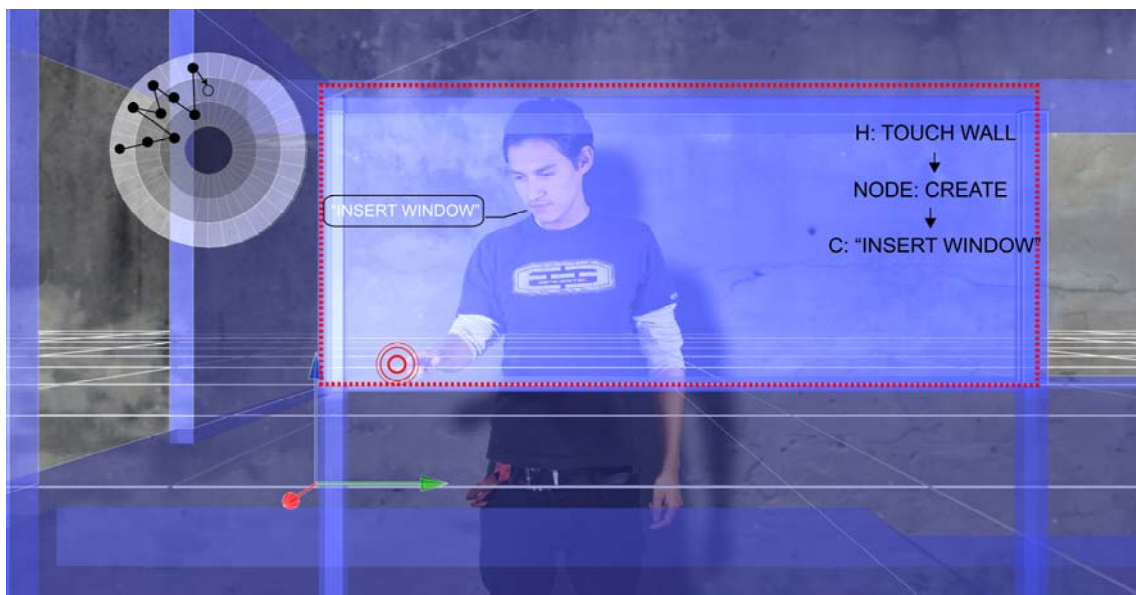 "INSERT WINDOW"
H: TOUCH WALL
NODE: CREATE
C: "INSERT WINDOW"